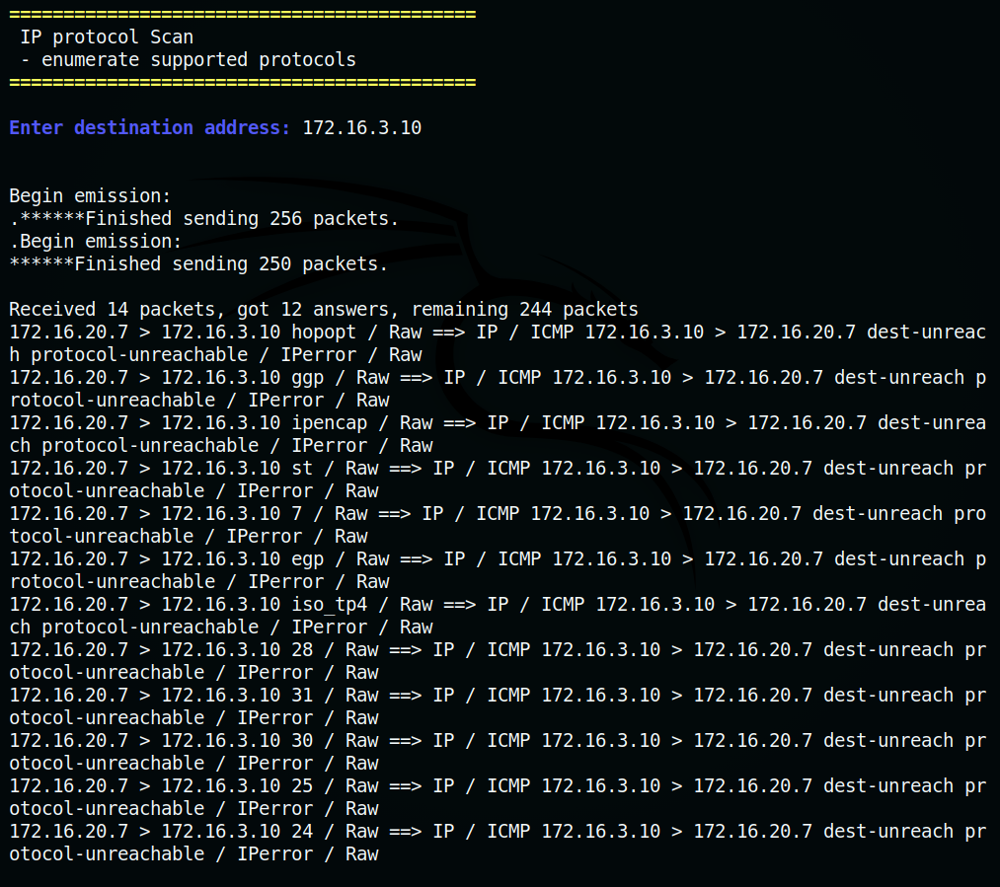 ===========================================
IP protocol Scan
- enumerate supported protocols
===========================================
Enter destination address: 172.16.3.10
Begin emission:
.******Finished sending 256 packets.
.Begin emission:
******Finished sending 250 packets.
Received 14 packets, got 12 answers, remaining 244 packets
172.16.20.7 > 172.16.3.10 hopopt / Raw ==> IP / ICMP 172.16.3.10 > 172.16.20.7 dest-unreac
h protocol-unreachable / IPerror / Raw
172.16.20.7 > 172.16.3.10 ggp / Raw ==> IP / ICMP 172.16.3.10 > 172.16.20.7 dest-unreach p
rotocol-unreachable / IPerror / Raw
172.16.20.7 > 172.16.3.10 ipencap / Raw ==> IP / ICMP 172.16.3.10 > 172.16.20.7 dest-unrea
ch protocol-unreachable / IPerror / Raw
172.16.20.7 > 172.16.3.10 st / Raw ==> IP / ICMP 172.16.3.10 > 172.16.20.7 dest-unreach pr
otocol-unreachable / IPerror / Raw
172.16.20.7 > 172.16.3.10 7 / Raw ==> IP / ICMP 172.16.3.10 > 172.16.20.7 dest-unreach pro
tocol-unreachable / IPerror / Raw
172.16.20.7 > 172.16.3.10 egp / Raw ==> IP / ICMP 172.16.3.10 > 172.16.20.7 dest-unreach p
rotocol-unreachable / IPerror / Raw
172.16.20.7 > 172.16.3.10 iso_tp4 / Raw ==> IP / ICMP 172.16.3.10 > 172.16.20.7 dest-unrea
ch protocol-unreachable / IPerror / Raw
172.16.20.7 > 172.16.3.10 28 / Raw ==> IP / ICMP 172.16.3.10 > 172.16.20.7 dest-unreach pr
otocol-unreachable / IPerror / Raw
172.16.20.7 > 172.16.3.10 31 / Raw ==> IP / ICMP 172.16.3.10 > 172.16.20.7 dest-unreach pr
otocol-unreachable / IPerror / Raw
172.16.20.7 > 172.16.3.10 30 / Raw ==> IP / ICMP 172.16.3.10 > 172.16.20.7 dest-unreach pr
otocol-unreachable / IPerror / Raw
172.16.20.7 > 172.16.3.10 25 / Raw ==> IP / ICMP 172.16.3.10 > 172.16.20.7 dest-unreach pr
otocol-unreachable / IPerror / Raw
172.16.20.7 > 172.16.3.10 24 / Raw ==> IP / ICMP 172.16.3.10 > 172.16.20.7 dest-unreach pr
otocol-unreachable / IPerror / Raw